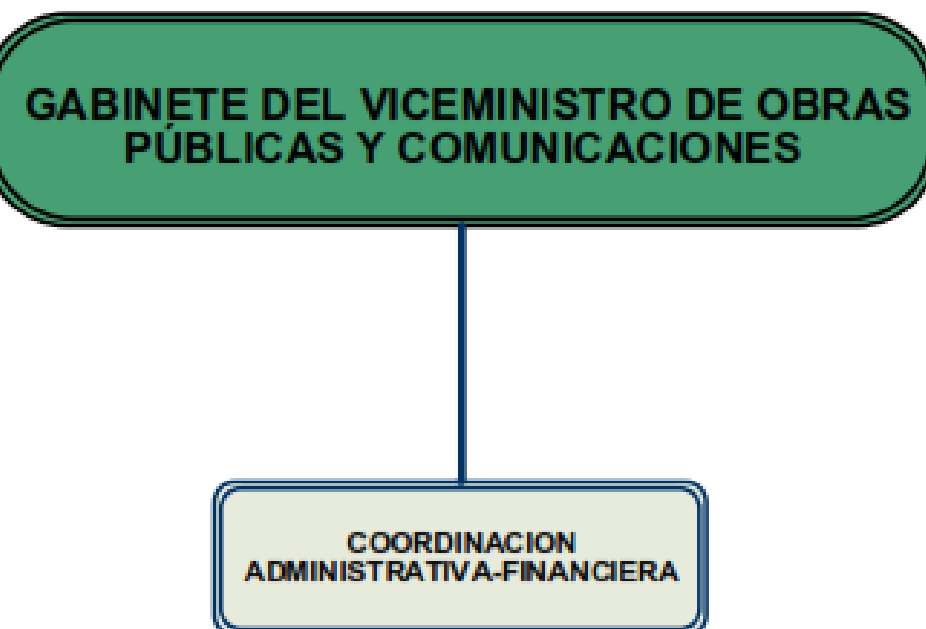 GABINETE DEL VICEMINISTRO DE OBRAS
PÚBLICAS Y COMUNICACIONES
COORDINACION
ADMINISTRATIVA-FINANCIERA